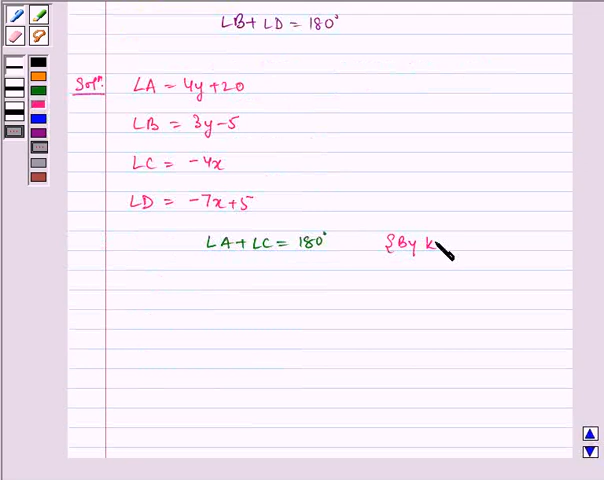 ∠B + ∠D = 180°
Solⁿ. ∠A = 4y + 20
∠B = 3y - 5
∠C = -4x
∠D = -7x + 5
∠A + ∠C = 180° {By k